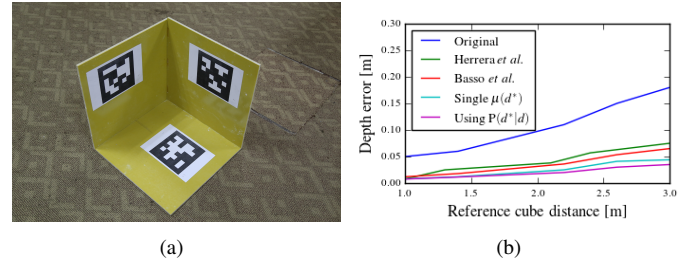 0.30
0.25
0.20
0.15
0.10
0.05
0.00
Depth error [m]
Original
Herrera et al.
Basso et al.
Single μ(d*)
Using P(d*|d)
1.0 1.5 2.0 2.5 3.0
Reference cube distance [m]
(a) (b)